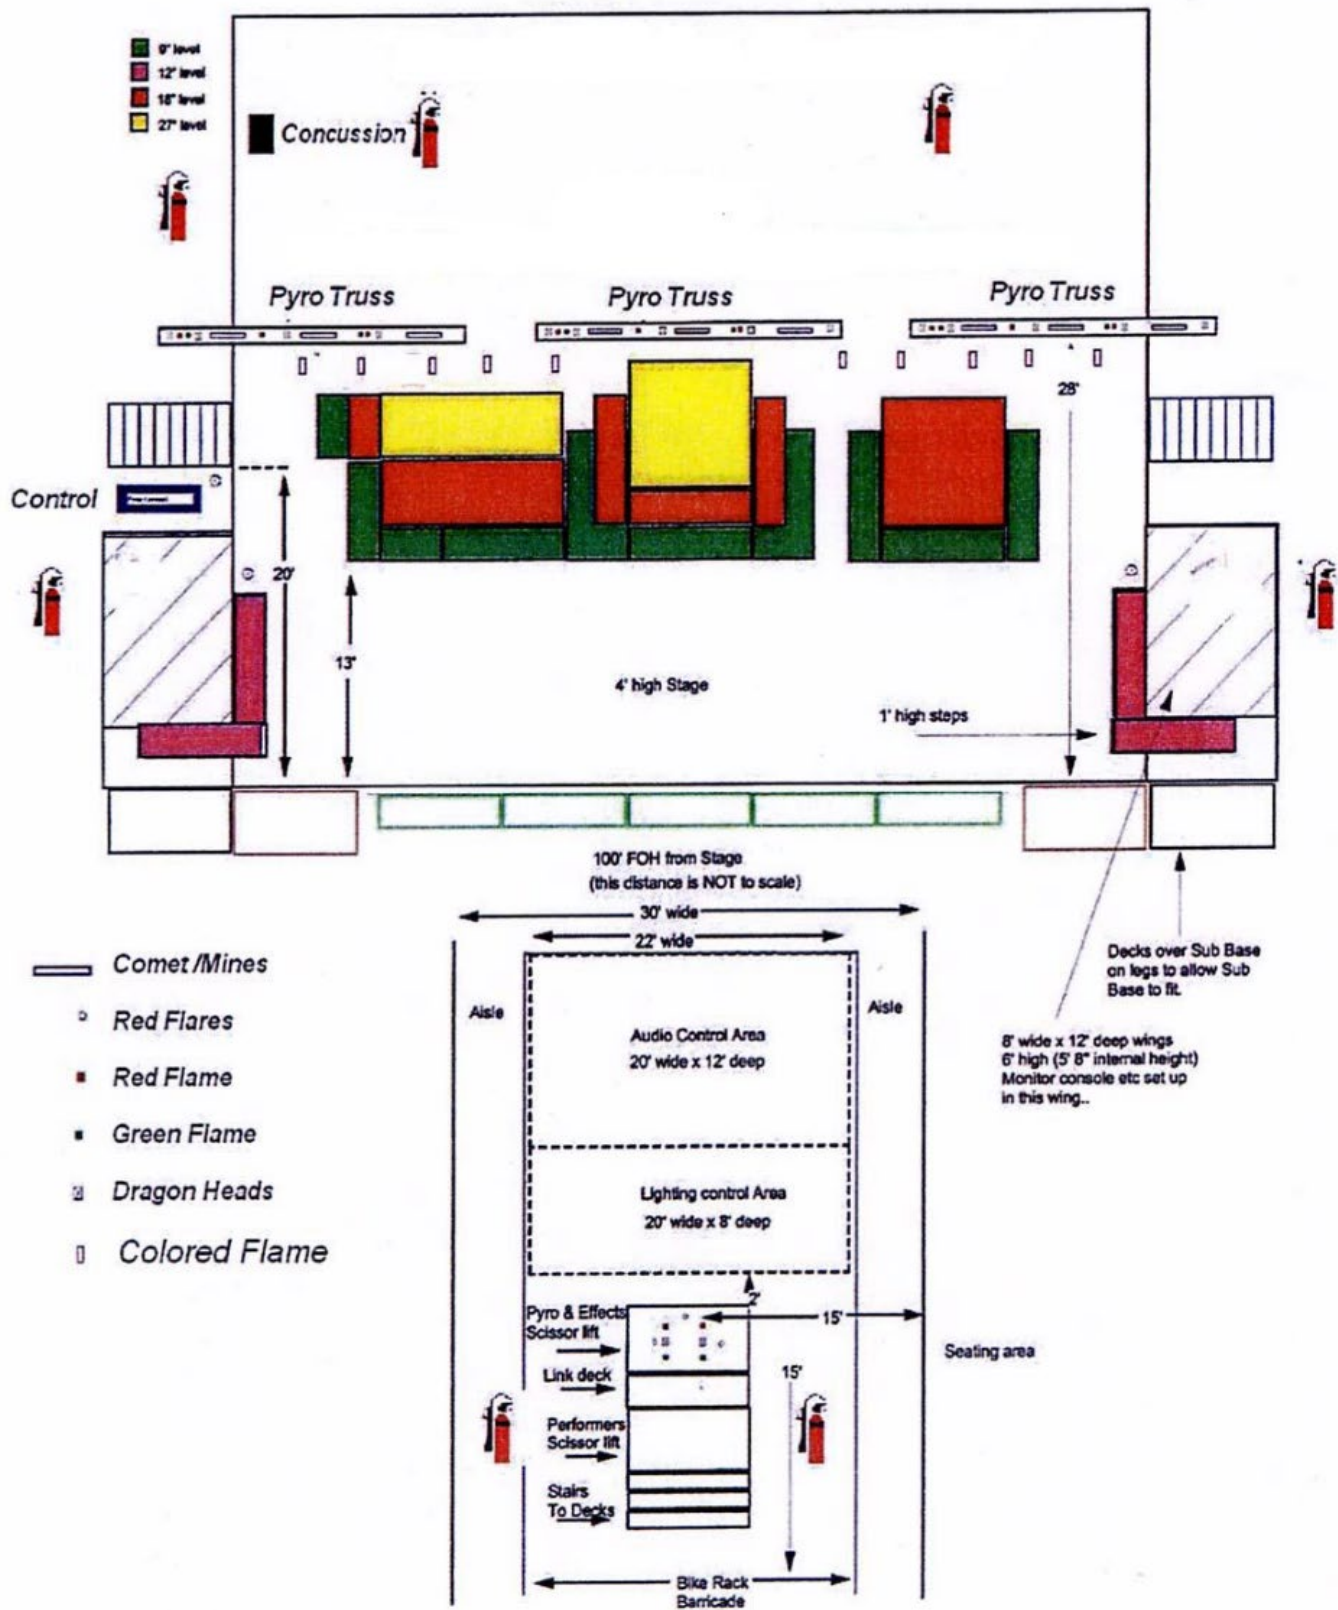 9" level
12" level
18" level
27" level
Concussion
Pyro Truss
Pyro Truss
Pyro Truss
28'
Control
20'
13'
4' high Stage
1' high steps
100' FOH from Stage
(this distance is NOT to scale)
30' wide
22' wide
Comet /Mines
Red Flares
Red Flame
Green Flame
Dragon Heads
Colored Flame
Aisle
Aisle
Audio Control Area
20' wide x 12' deep
Lighting control Area
20' wide x 8' deep
Decks over Sub Base
on legs to allow Sub
Base to fit.
8' wide x 12' deep wings
6' high (5' 8" internal height)
Monitor console etc set up
in this wing..
2'
15'
Pyro & Effects
Scissor lift
Link deck
15'
Seating area
Performers
Scissor lift
Stairs
To Decks
Bike Rack
Barricade